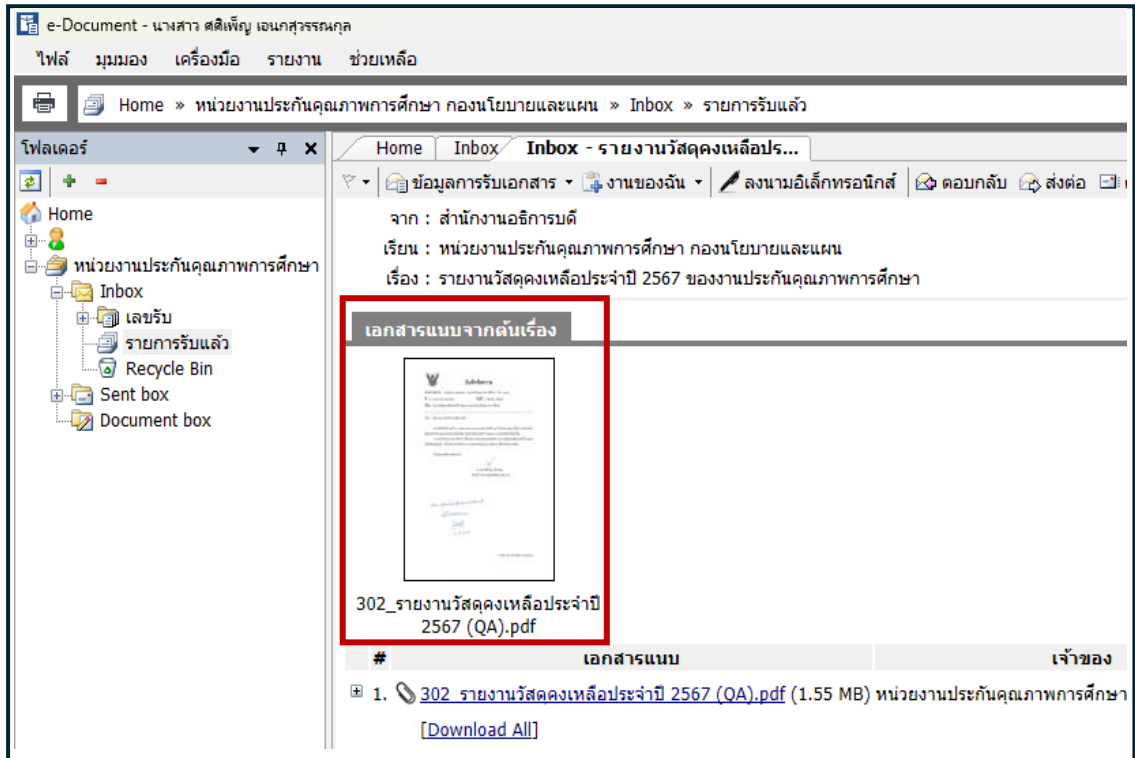 e-Document - นางสาว ศศิเพ็ญ เอนกสุวรรณกุล
ไฟล์ มุมมอง เครื่องมือ รายงาน ช่วยเหลือ
Home » หน่วยงานประกันคุณภาพการศึกษา กองนโยบายและแผน » Inbox » รายการรับแล้ว
โฟลเดอร์
Home Inbox Inbox - รายงานวัสดุคงเหลือปร...
ข้อมูลการรับเอกสาร งานของฉัน ลงนามอิเล็กทรอนิกส์ ตอบกลับ ส่งต่อ
Home
หน่วยงานประกันคุณภาพการศึกษา
Inbox
เลขรับ
รายการรับแล้ว
Recycle Bin
Sent box
Document box
จาก : สำนักงานอธิการบดี
เรียน : หน่วยงานประกันคุณภาพการศึกษา กองนโยบายและแผน
เรื่อง : รายงานวัสดุคงเหลือประจำปี 2567 ของงานประกันคุณภาพการศึกษา
เอกสารแนบจากต้นเรื่อง
บันทึกข้อความ
302_รายงานวัสดุคงเหลือประจำปี
2567 (QA).pdf
# เอกสารแนบ เจ้าของ
1. 302_รายงานวัสดุคงเหลือประจำปี 2567 (QA).pdf (1.55 MB) หน่วยงานประกันคุณภาพการศึกษา
[Download All]